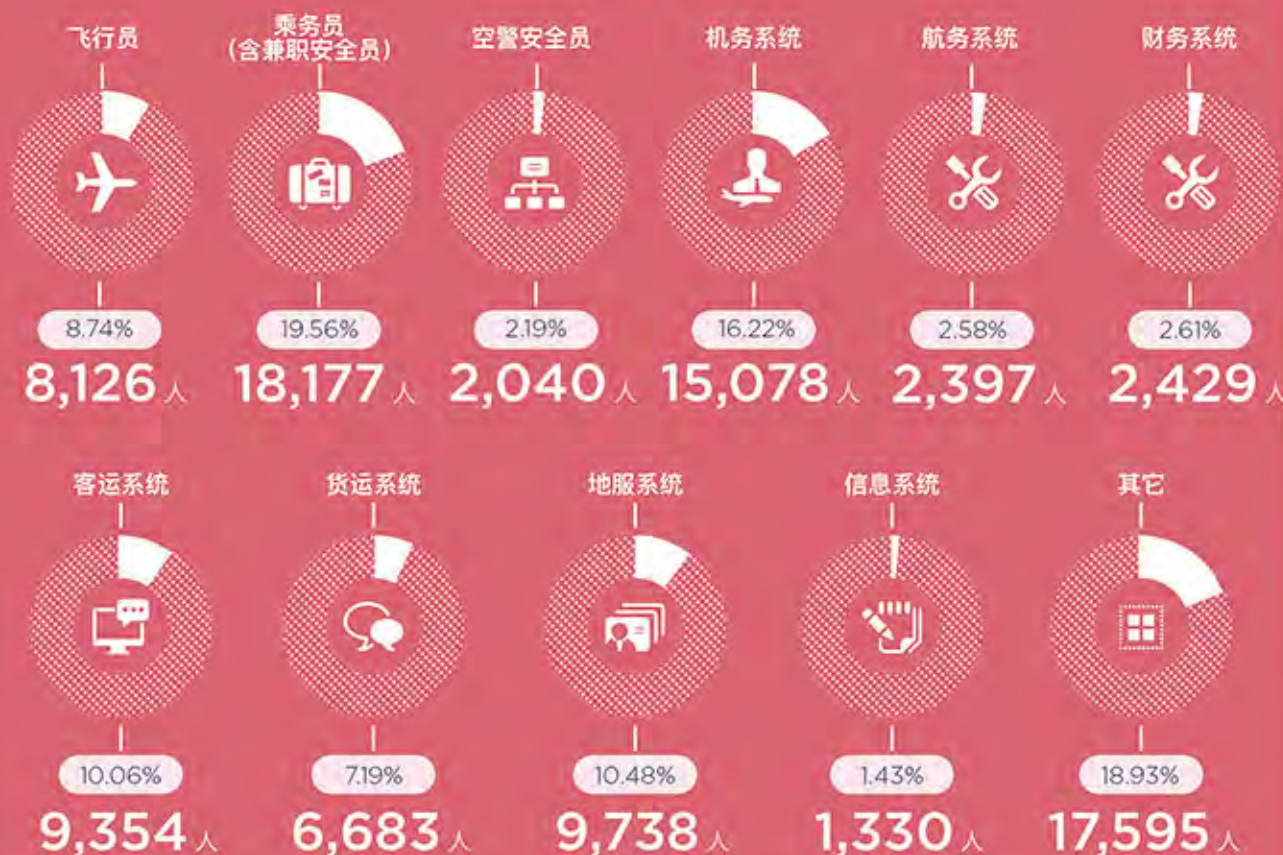 飞行员
乘务员
(含兼职安全员)
空警安全员
机务系统
航务系统
财务系统
8.74%
19.56%
2.19%
16.22%
2.58%
2.61%
8,126人
18,177人
2,040人
15,078人
2,397人
2,429人
客运系统
货运系统
地服系统
信息系统
其它
10.06%
7.19%
10.48%
1.43%
18.93%
9,354人
6,683人
9,738人
1,330人
17,595人